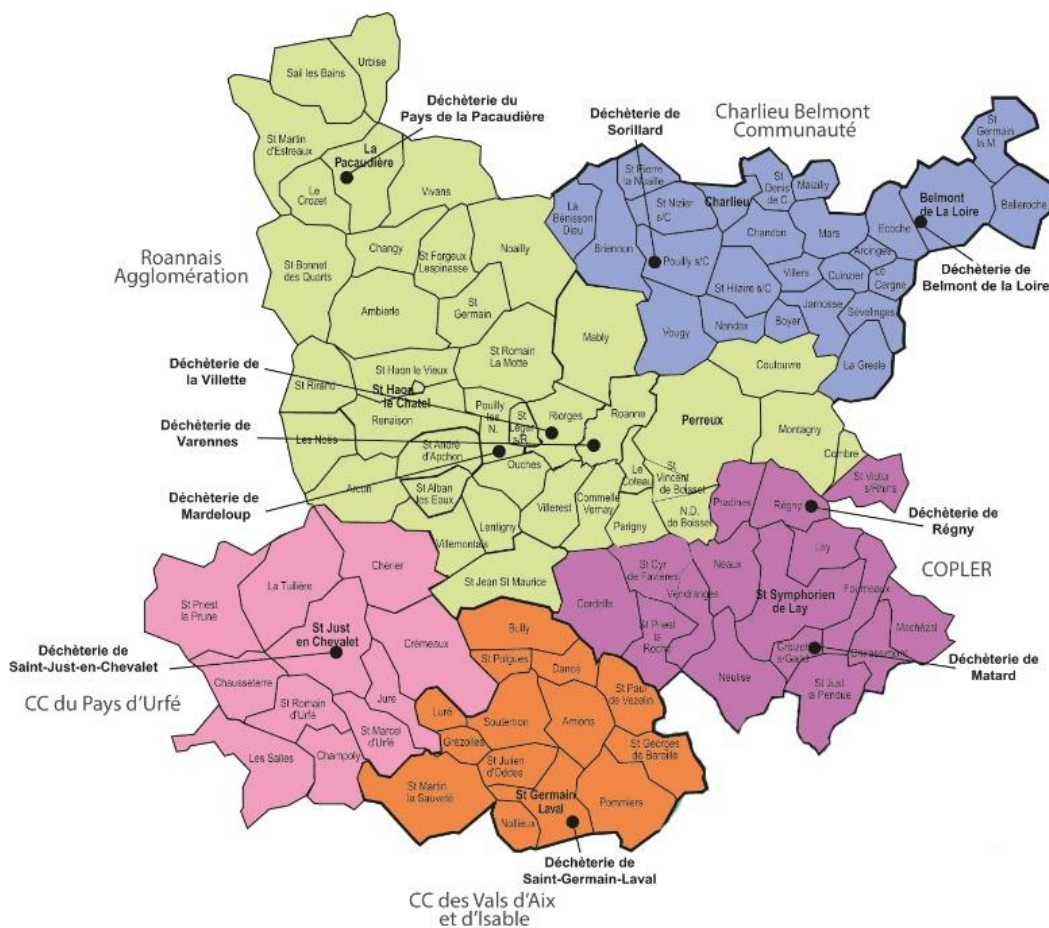 Urbise
Sail les Bains
Déchèterie du
Pays de la Pacaudière
St Martin
d'Estreaux
La
Pacaudière
Le
Crozet
Vivans
Charlieu Belmont
Communauté
Déchèterie de
Sorillard
St
Germain
la M.
Belmont
de La Loire
Belleroche
St Pierre
la Noaille
St
Denis
de C.
Maizilly
St Nizier
s/C
Charlieu
La
Bénisson
Dieu
Briennon
Chandon
Mars
Ecoche
Arcinges
Pouilly s/C
Villers
Cuinzier
Le
Cergne
St Hilaire s/C
Jarnosse
Sevelinges
Vougy
Nandax
Boyer
La Gresle
Déchèterie de
Belmont de la Loire
Roannais
Agglomération
Changy
St Forgeux
Lespinasse
Noailly
St Bonnet
des Quarts
Ambierle
St
Germain
Mably
St Romain
La Motte
Coutouvre
Déchèterie de
la Villette
St Haon le Vieux
St Haon
le Chatel
St Rirand
Renaison
Pouilly
les
N.
St
Léger
s/R.
Riorges
Roanne
Perreux
Montagny
Combre
Déchèterie de
Varennes
Les Noës
St André
d'Apchon
Ouches
Le
Coteau
St
Vincent
de Boisset
Déchèterie de
Mardeloup
Arcon
St Alban
les Eaux
Villerest
Commelle
Vernay
N.D.
de Boisset
Lentigny
Parigny
Villemontais
St Jean St Maurice
Pradines
Régny
St Victor
s/Rhins
Déchèterie de
Régny
COPLER
Lay
Neaux
St Cyr
de Favières
Vendranges
St Symphorien
de Lay
Fourneaux
Machézal
Cordelle
St Priest
la
Roche
Croizet
s/Gand
Neulise
St Just
la Pendue
Déchèterie de
Matard
Chérier
La Tuilière
St Priest
la Prune
St Just
en Chevalet
Crémeaux
Déchèterie de
Saint-Just-en-Chevalet
CC du Pays d'Urfé
Chausseterre
Juré
St Romain
d'Urfé
St Marcel
d'Urfé
Les Salles
Champoly
Bully
St Polgues
Dancé
St Paul
de Vezelin
Luré
Souternon
Amions
Grézolles
St Georges
de Baroille
St Julien
d'Oddes
St Martin
la Sauveté
St Germain
Laval
Pommiers
Nollieux
Déchèterie de
Saint-Germain-Laval
CC des Vals d'Aix
et d'Isable